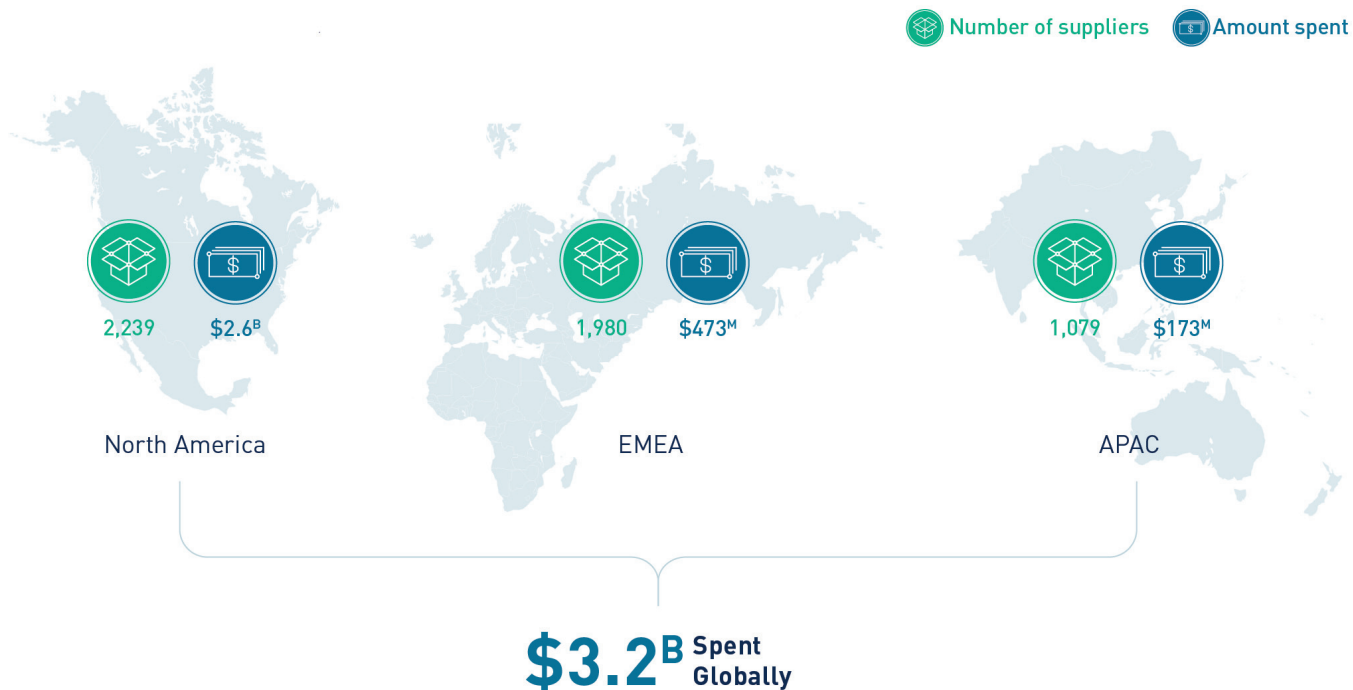 Number of suppliers
Amount spent
2,239
$2.6B
1,980
$473M
1,079
$173M
North America
EMEA
APAC
$3.2B Spent
Globally